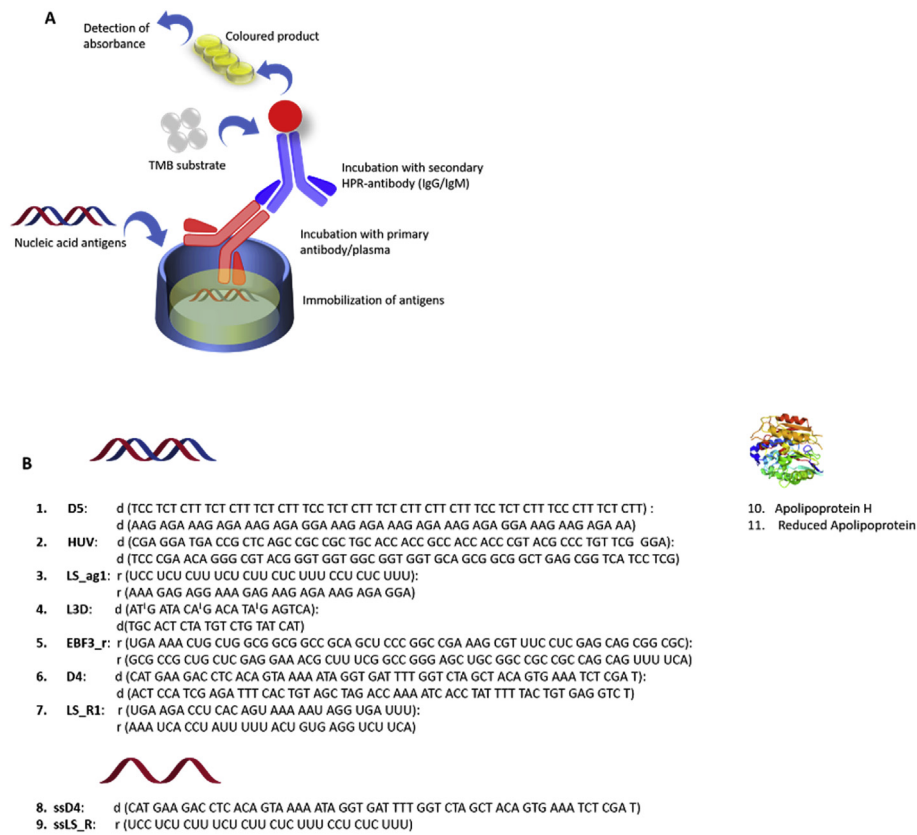 A
Detection of
absorbance
Coloured product
TMB substrate
Incubation with secondary
HPR-antibody (IgG/IgM)
Nucleic acid antigens
Incubation with primary
antibody/plasma
Immobilization of antigens
B
1. D5: d (TCC TCT CTT TCT CTT TCT CTT TCC TCT CTT TCT CTT TCT CTT CTT CTT TCC TCT CTT TCC CTT TCT CTT) :
d (AAG AGA AAG AGA AAG AGA GGA AAG AGA AAG AGA AAG AGA AAG AGA GGA AAG AAG AGA AA)
2. HUV: d (CGA GGA TGA CCG CTC AGC CGC CGC TGC ACC ACC GCC ACC ACC CGT ACG CCC TGT TCG GGA):
d (TCC CGA ACA GGG CGT ACG GGT GGT GGC GGT GGT GCA GCG GCG GCT GAG CGG TCA TCC TCG)
3. LS_ag1: r (UCC UCU CUU UCU CUU CUC UUU CCU CUC UUU):
r (AAA GAG AGG AAA GAG AAG AGA AAG AGA GGA)
4. L3D: d (ATᴵG ATA CAᴵG ACA TAᴵG AGTCA):
d(TGC ACT CTA TGT CTG TAT CAT)
5. EBF3_r: r (UGA AAA CUG CUG GCG GCG GCC GCA GCU CCC GGC CGA AAG CGT UUC CUC GAG CAG CGG CGC):
r (GCG CCG CUG CUC GAG GAA ACG CUU UCG GCC GGG AGC UGC GGC CGC CGC CAG CAG UUU UCA)
6. D4: d (CAT GAA GAC CTC ACA GTA AAA ATA GGT GAT TTT GGT CTA GCT ACA GTG AAA TCT CGA T):
d (ACT CCA TCG AGA TTT CAC TGT AGC TAG ACC AAA ATC ACC TAT TTT TAC TGT GAG GTC T)
7. LS_R1: r (UGA AGA CCU CAC AGU AAA AAU AGG UGA UUU):
r (AAA UCA CCU AUU UUU ACU GUG AGG UCU UCA)
8. ssD4: d (CAT GAA GAC CTC ACA GTA AAA ATA GGT GAT TTT GGT CTA GCT ACA GTG AAA TCT CGA T)
9. ssLS_R: r (UCC UCU CUU UCU CUU CUC UUU CCU CUC UUU)
10. Apolipoprotein H
11. Reduced Apolipoprotein